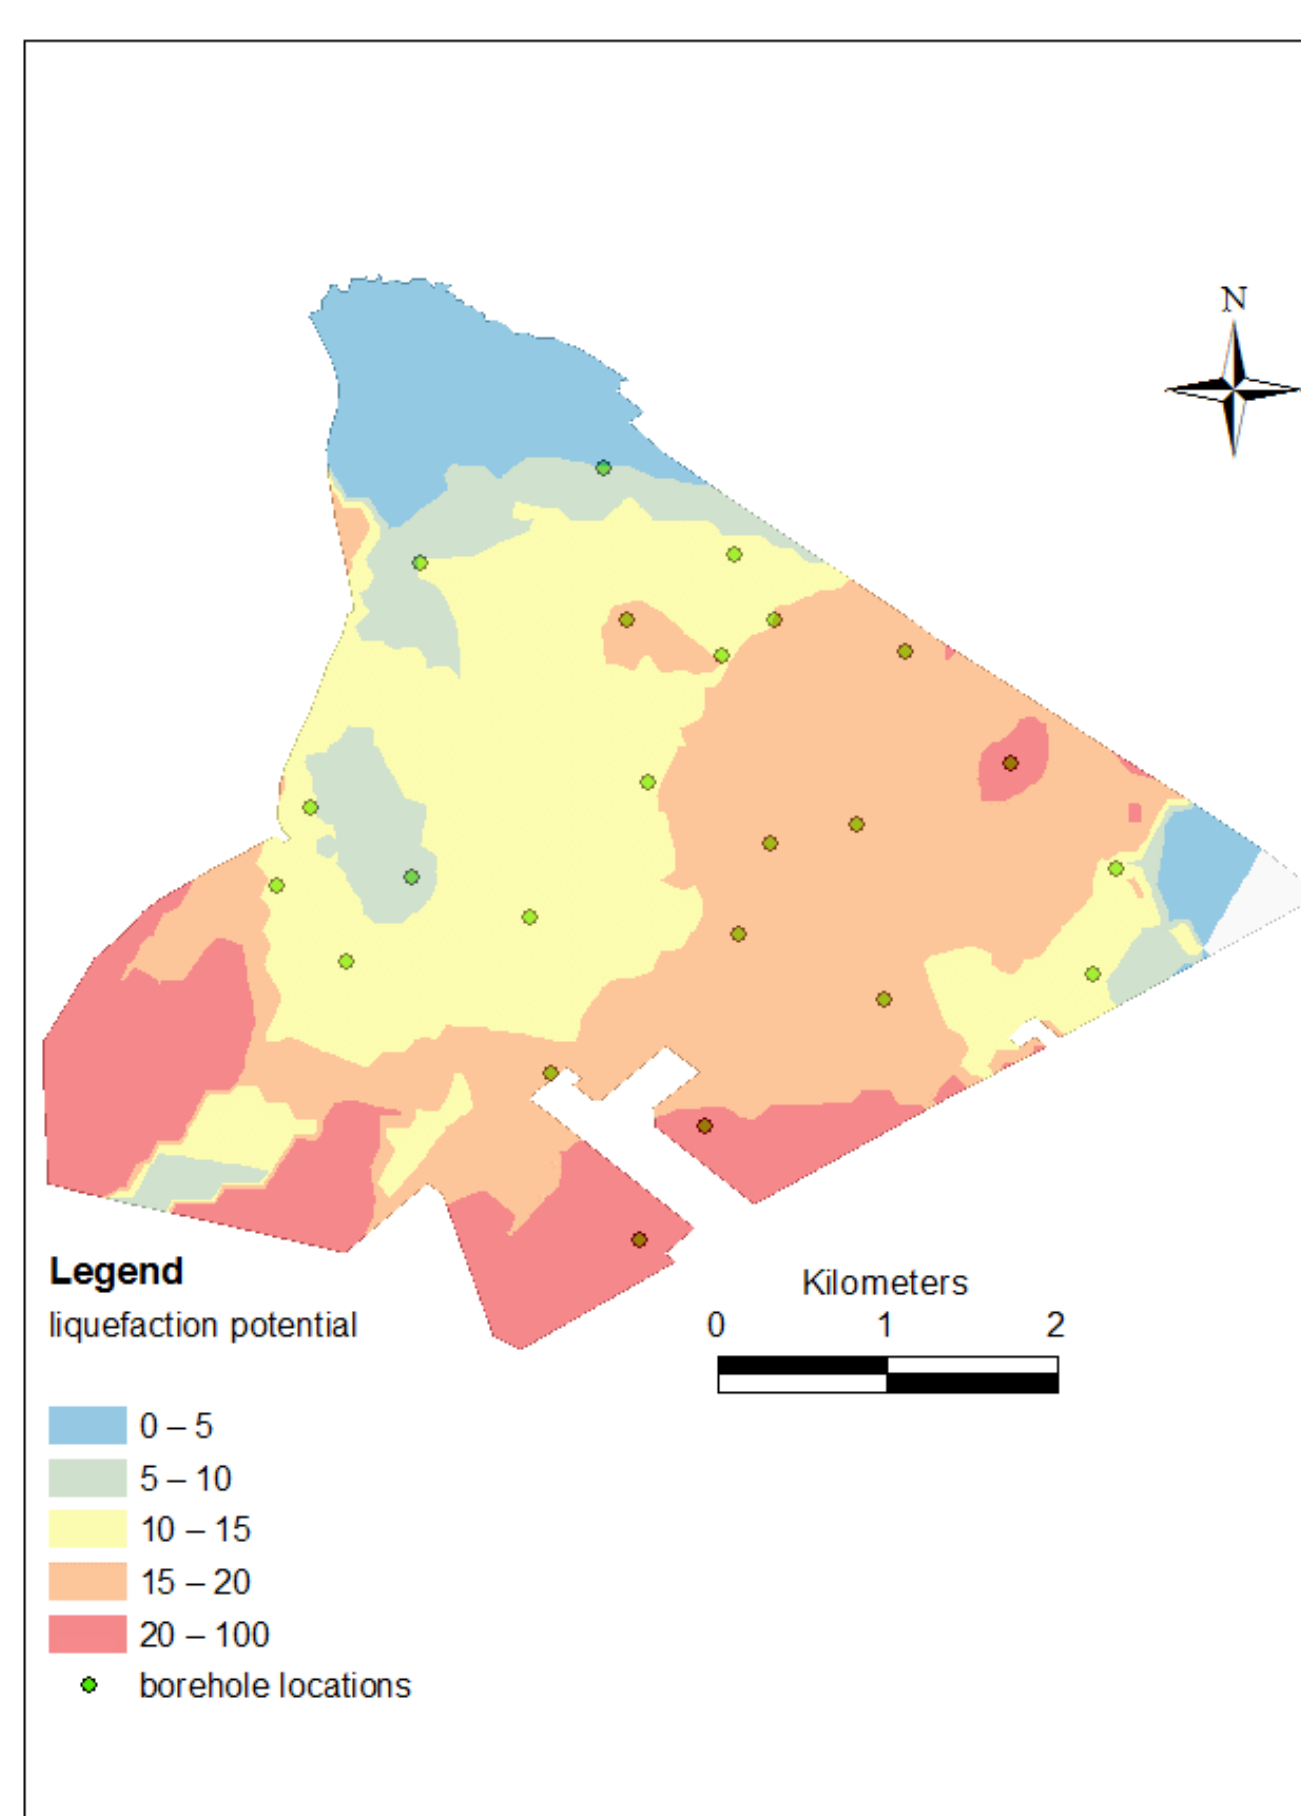 N
Legend
liquefaction potential
Kilometers
0 1 2
0 – 5
5 – 10
10 – 15
15 – 20
20 – 100
borehole locations